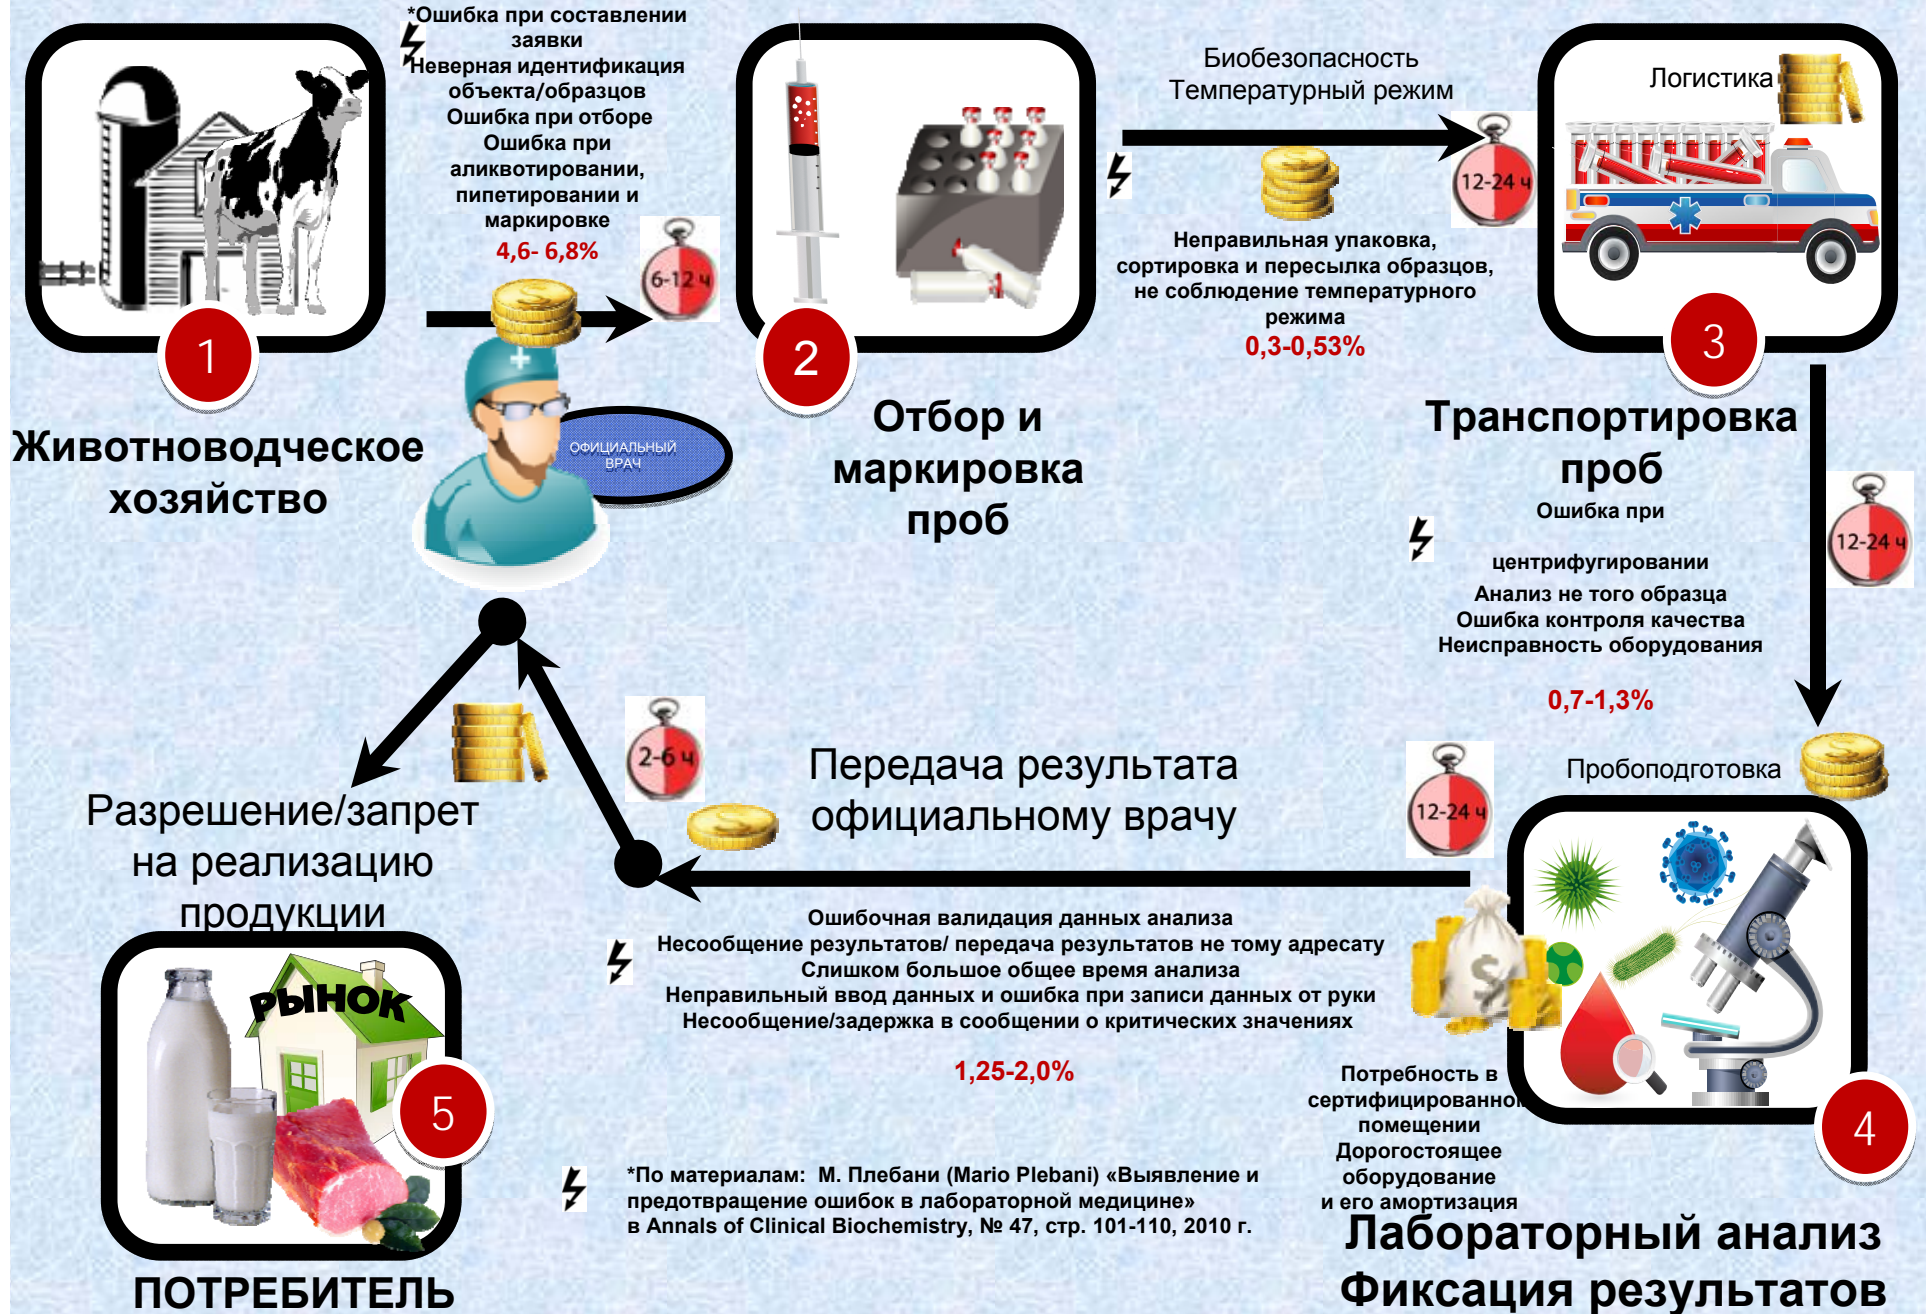 *Ошибка при составлении
заявки
Неверная идентификация
объекта/образцов
Ошибка при отборе
Ошибка при
аликвотировании,
пипетировании и
маркировке
4,6- 6,8%
6-12 ч
1
Животноводческое
хозяйство
ОФИЦИАЛЬНЫЙ
ВРАЧ
2
Отбор и
маркировка
проб
Биобезопасность
Температурный режим
12-24 ч
Неправильная упаковка,
сортировка и пересылка образцов,
не соблюдение температурного
режима
0,3-0,53%
Логистика
3
Транспортировка
проб
Ошибка при
центрифугировании
Анализ не того образца
Ошибка контроля качества
Неисправность оборудования
0,7-1,3%
12-24 ч
Пробоподготовка
12-24 ч
4
Потребность в
сертифицированном
помещении
Дорогостоящее
оборудование
и его амортизация
Лабораторный анализ
Фиксация результатов
Передача результата
официальному врачу
2-6 ч
Ошибочная валидация данных анализа
Несообщение результатов/ передача результатов не тому адресату
Слишком большое общее время анализа
Неправильный ввод данных и ошибка при записи данных от руки
Несообщение/задержка в сообщении о критических значениях
1,25-2,0%
Разрешение/запрет
на реализацию
продукции
РЫНОК
5
ПОТРЕБИТЕЛЬ
*По материалам: М. Плебани (Mario Plebani) «Выявление и
предотвращение ошибок в лабораторной медицине»
в Annals of Clinical Biochemistry, № 47, стр. 101-110, 2010 г.